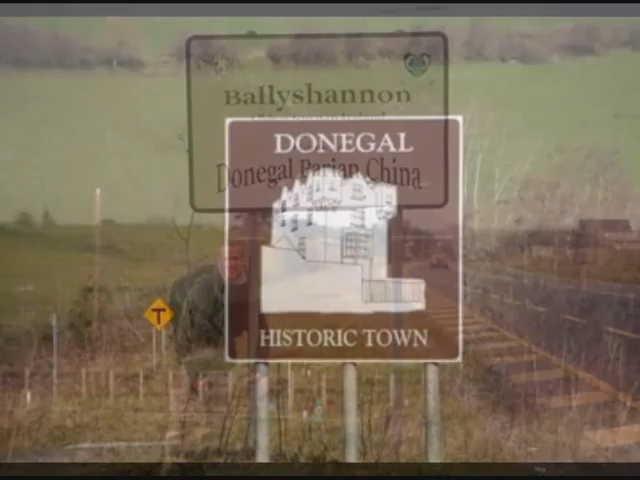 Ballyshannon
DONEGAL
Donegal Parian China
HISTORIC TOWN
T